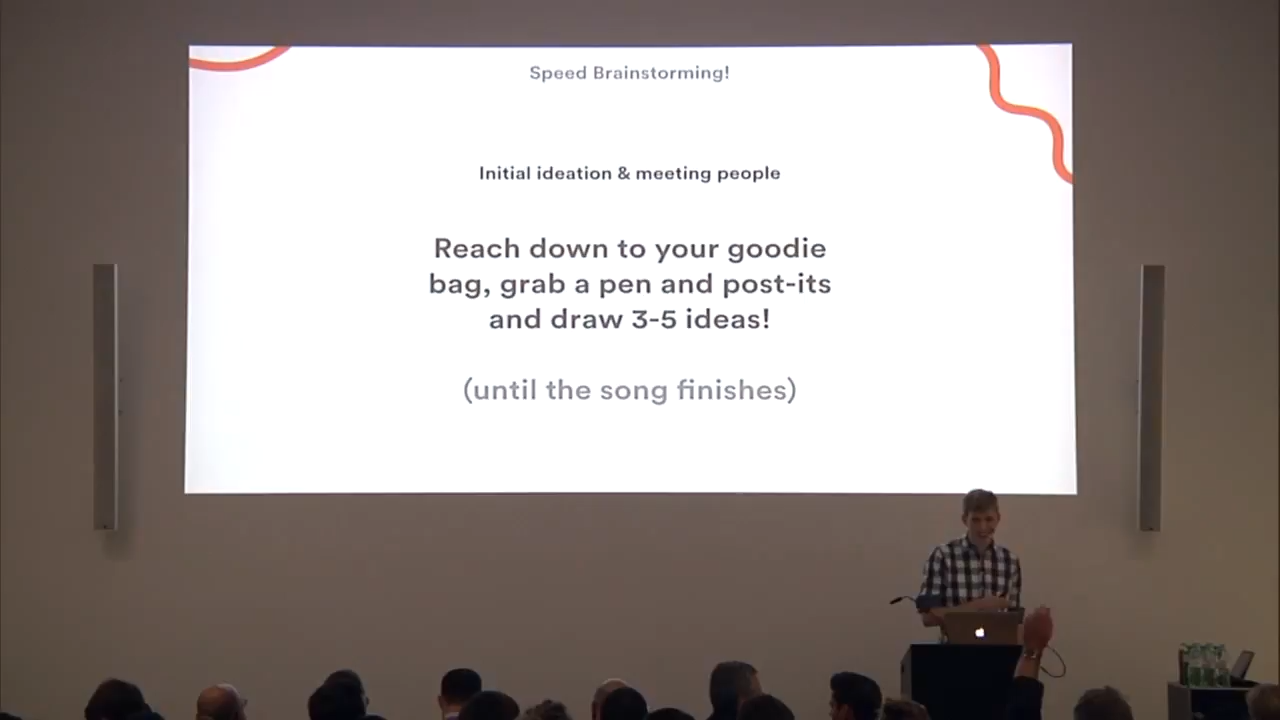 Speed Brainstorming!
Initial ideation & meeting people
Reach down to your goodie
bag, grab a pen and post-its
and draw 3-5 ideas!
(until the song finishes)